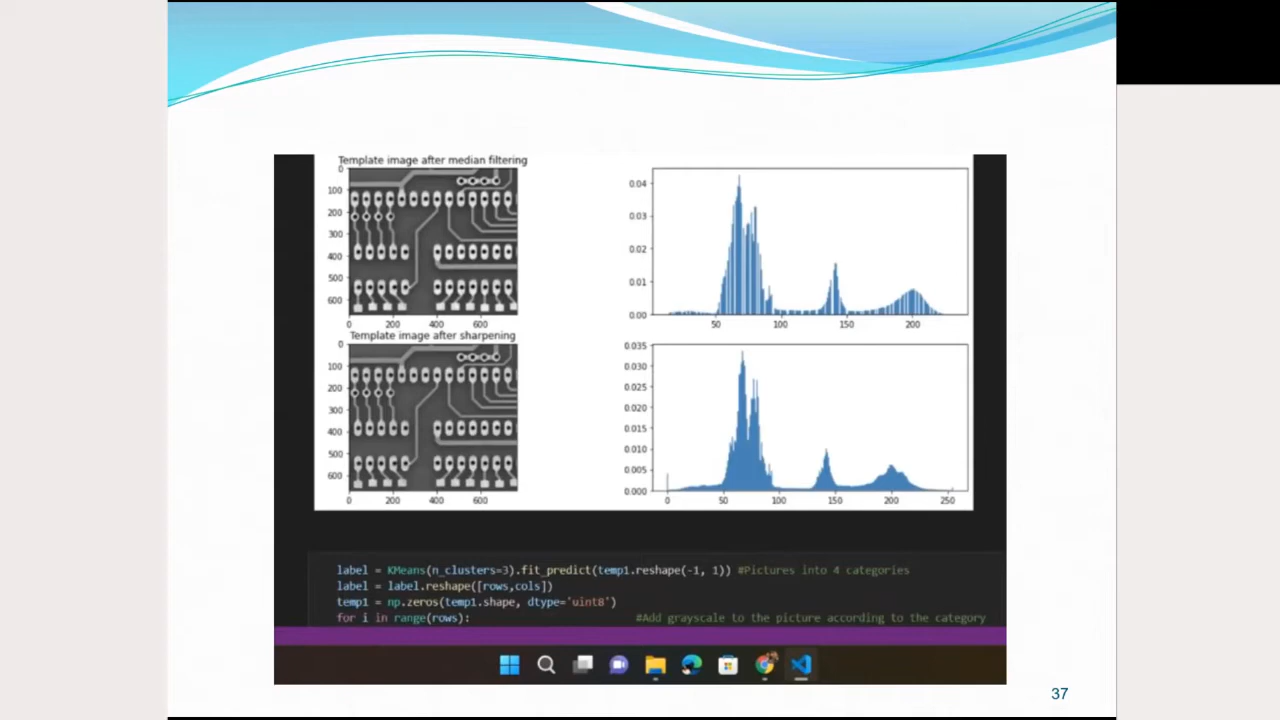 Template image after median filtering
0
100
200
300
400
500
600
0 200 400 600
0.04
0.03
0.02
0.01
0.00
50 100 150 200
Template image after sharpening
0
100
200
300
400
500
600
0 200 400 600
0.035
0.030
0.025
0.020
0.015
0.010
0.005
0.000
0 50 100 150 200 250
label = KMeans(n_clusters=3).fit_predict(temp1.reshape(-1, 1)) #Pictures into 4 categories
label = label.reshape([rows,cols])
temp1 = np.zeros(temp1.shape, dtype='uint8')
for i in range(rows): #Add grayscale to the picture according to the category
37